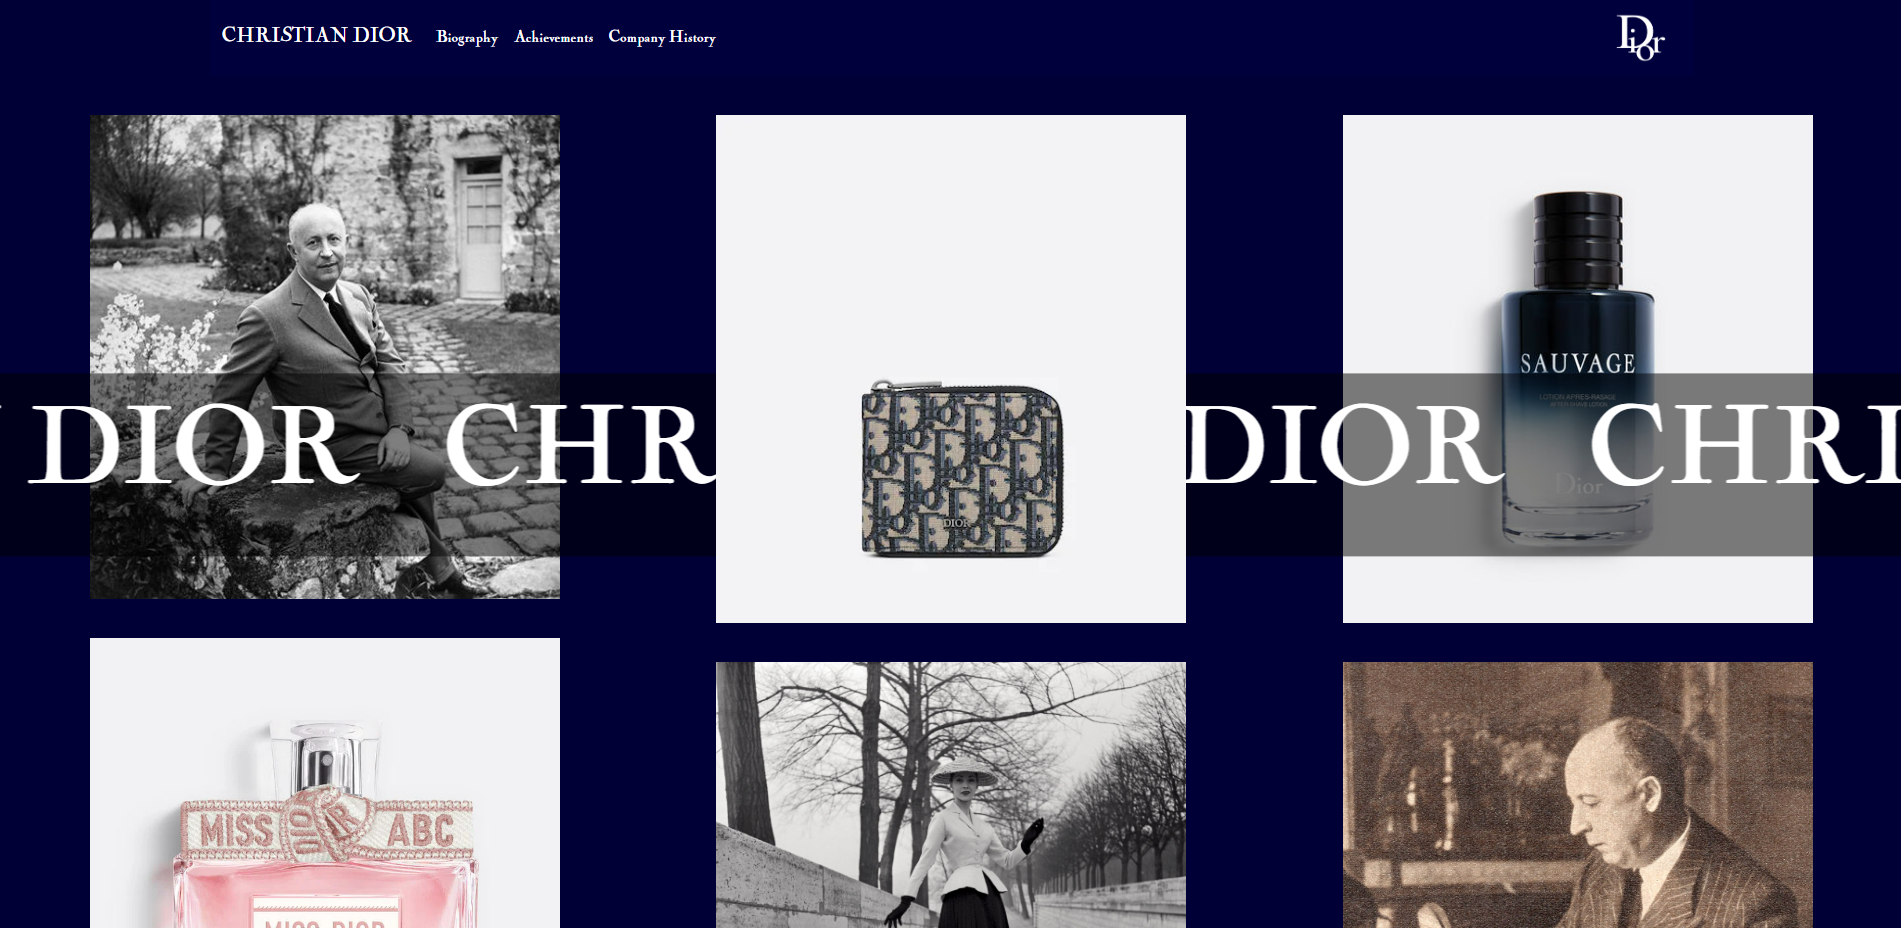 CHRISTIAN DIOR Biography Achievements Company History
Dior
SAUVAGE
LOTION APRÈS-RASAGE
AFTER-SHAVE LOTION
DIOR CHR
DIOR CHRI
Dior
DIOR
MISS DIOR ABC
MISS DIOR